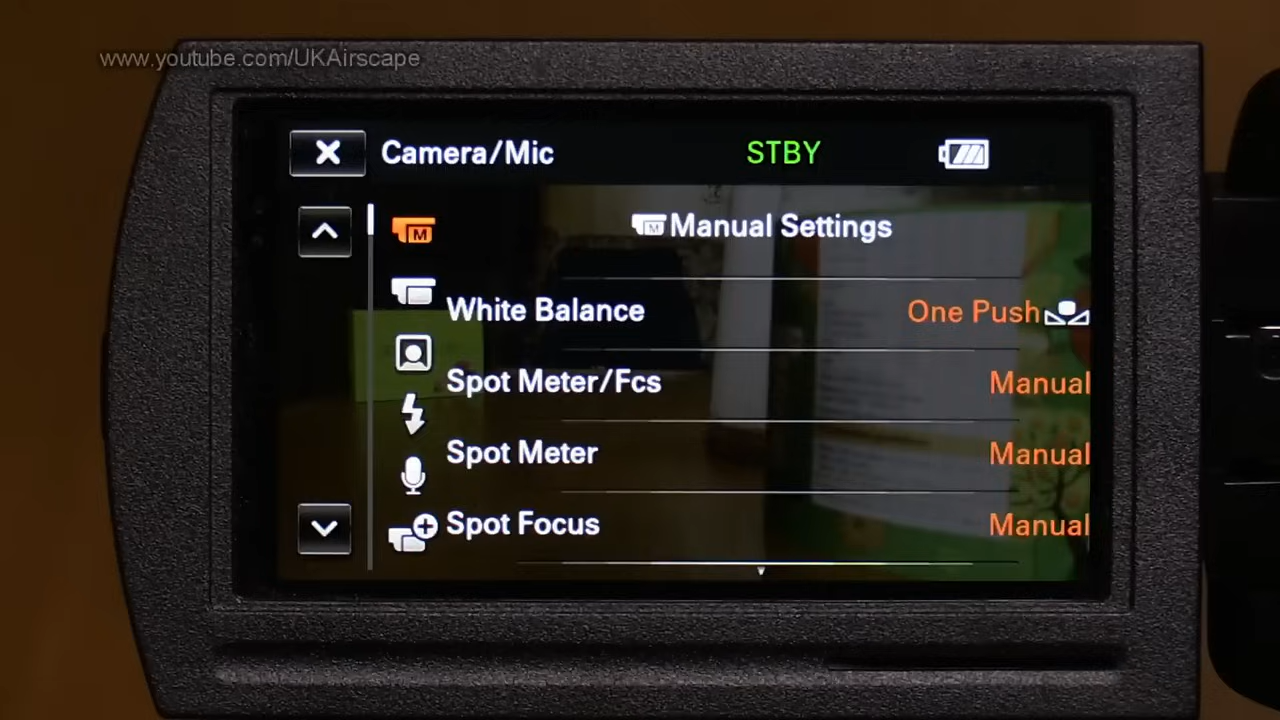 www.youtube.com/UKAirscape
Camera/Mic STBY
Manual Settings
White Balance One Push
Spot Meter/Fcs Manual
Spot Meter Manual
Spot Focus Manual